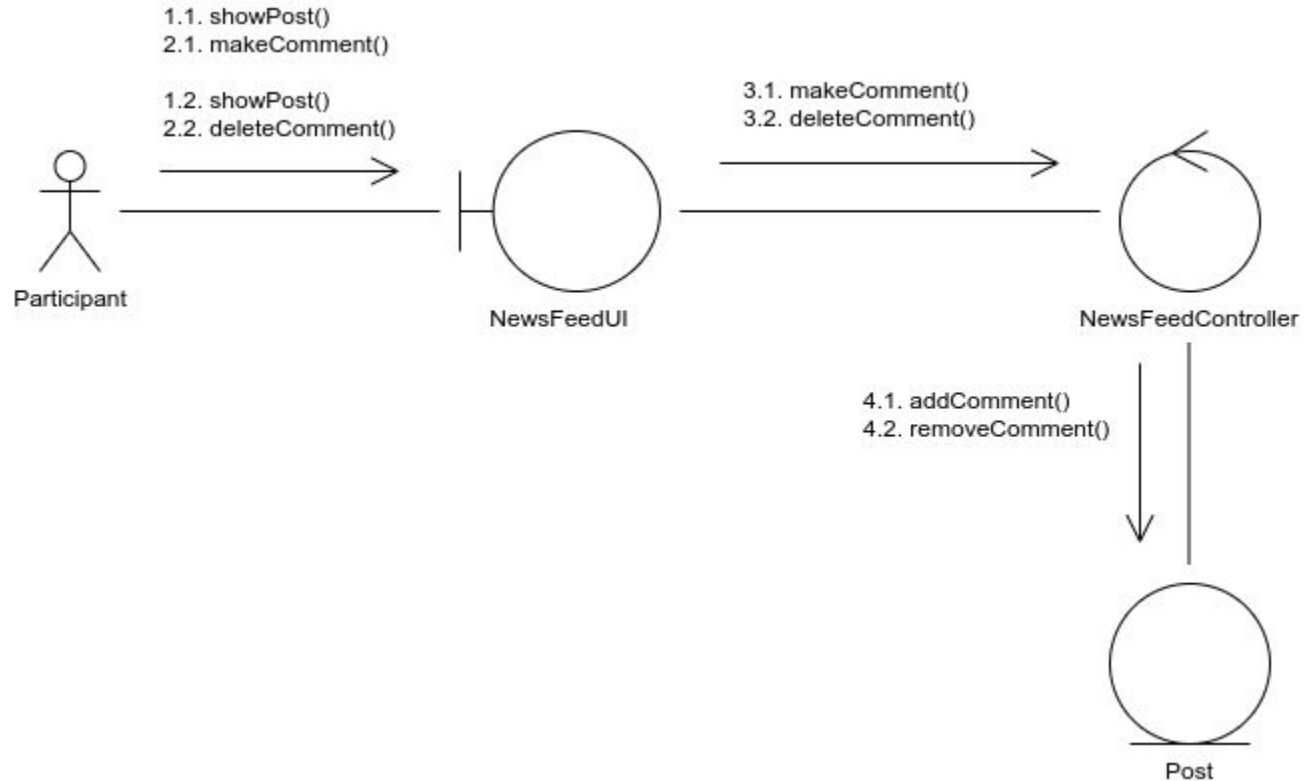 1.1. showPost()
2.1. makeComment()
1.2. showPost()
2.2. deleteComment()
3.1. makeComment()
3.2. deleteComment()
Participant
NewsFeedUI
NewsFeedController
4.1. addComment()
4.2. removeComment()
Post